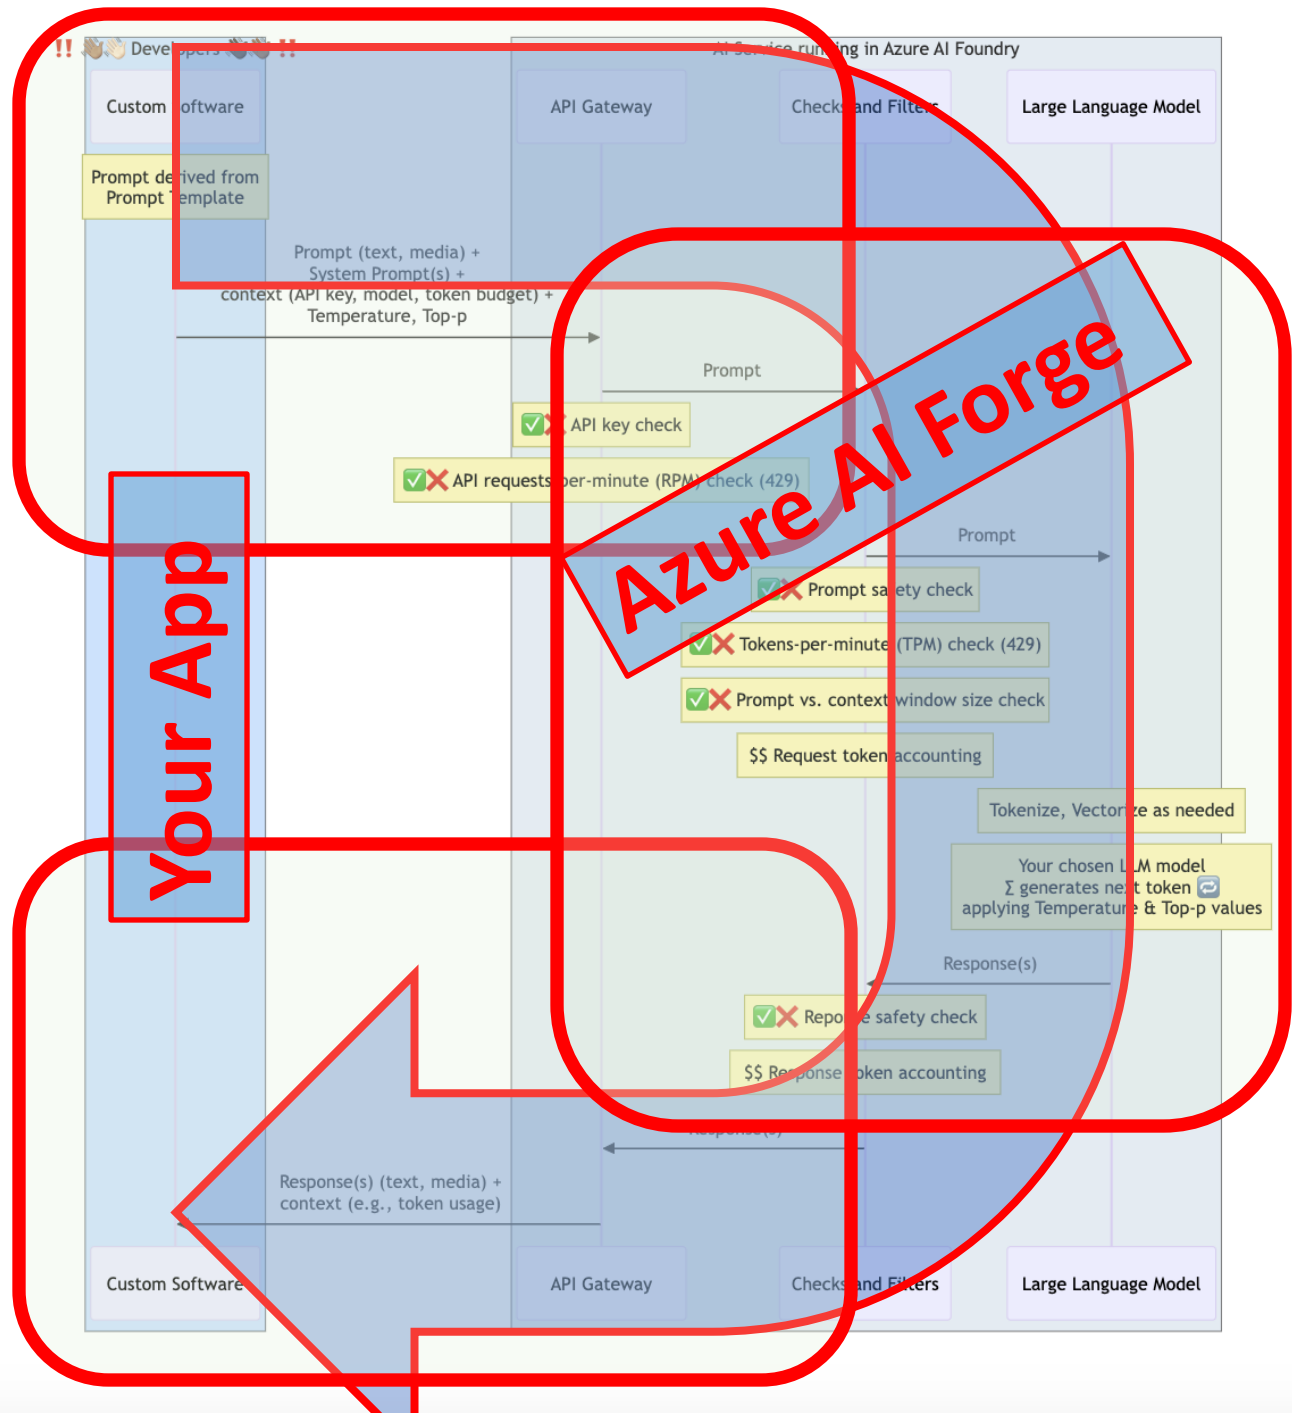 ‼️ 👋🏽👋🏻 Developers 👋🏿👋🏾 ‼️
AI Service running in Azure AI Foundry
Custom Software
API Gateway
Checks and Filters
Large Language Model
Prompt derived from
Prompt Template
Prompt (text, media) +
System Prompt(s) +
context (API key, model, token budget) +
Temperature, Top-p
Prompt
✅❌ API key check
✅❌ API requests-per-minute (RPM) check (429)
Azure AI Forge
Your App
Prompt
✅❌ Prompt safety check
✅❌ Tokens-per-minute (TPM) check (429)
✅❌ Prompt vs. context window size check
$$ Request token accounting
Tokenize, Vectorize as needed
Your chosen LLM model
∑ generates next token 🔁
applying Temperature & Top-p values
Response(s)
✅❌ Reponse safety check
$$ Response token accounting
Response(s)
Response(s) (text, media) +
context (e.g., token usage)
Custom Software
API Gateway
Checks and Filters
Large Language Model